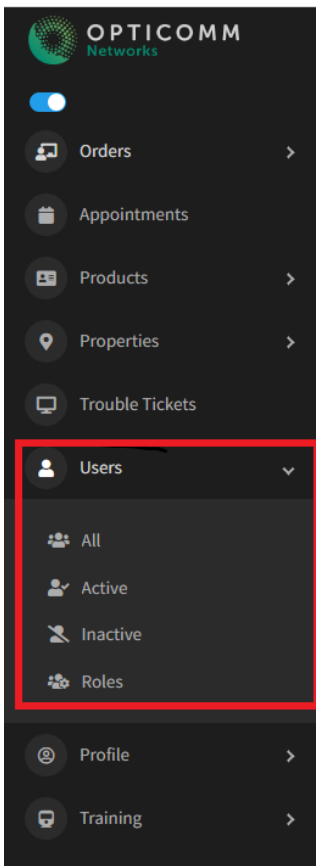 OPTICOMM
Networks
Orders
Appointments
Products
Properties
Trouble Tickets
Users
All
Active
Inactive
Roles
Profile
Training